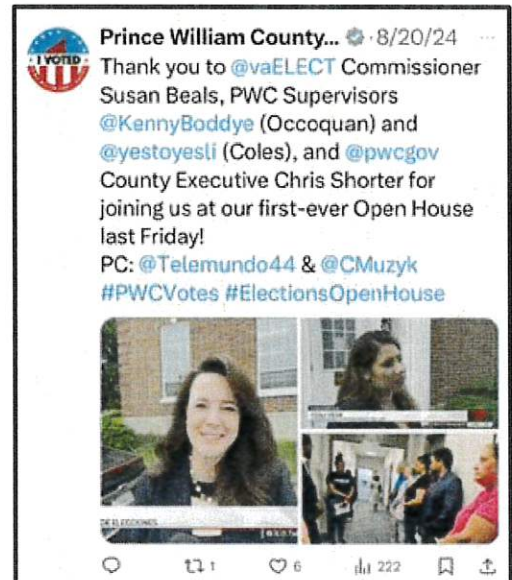 Prince William County... · 8/20/24 ...
I VOTED
Thank you to @vaELECT Commissioner
Susan Beals, PWC Supervisors
@KennyBoddye (Occoquan) and
@yestoyesli (Coles), and @pwcgov
County Executive Chris Shorter for
joining us at our first-ever Open House
last Friday!
PC: @Telemundo44 & @CMuzyk
#PWCVotes #ElectionsOpenHouse
DE ELECCIONES
1 6 222